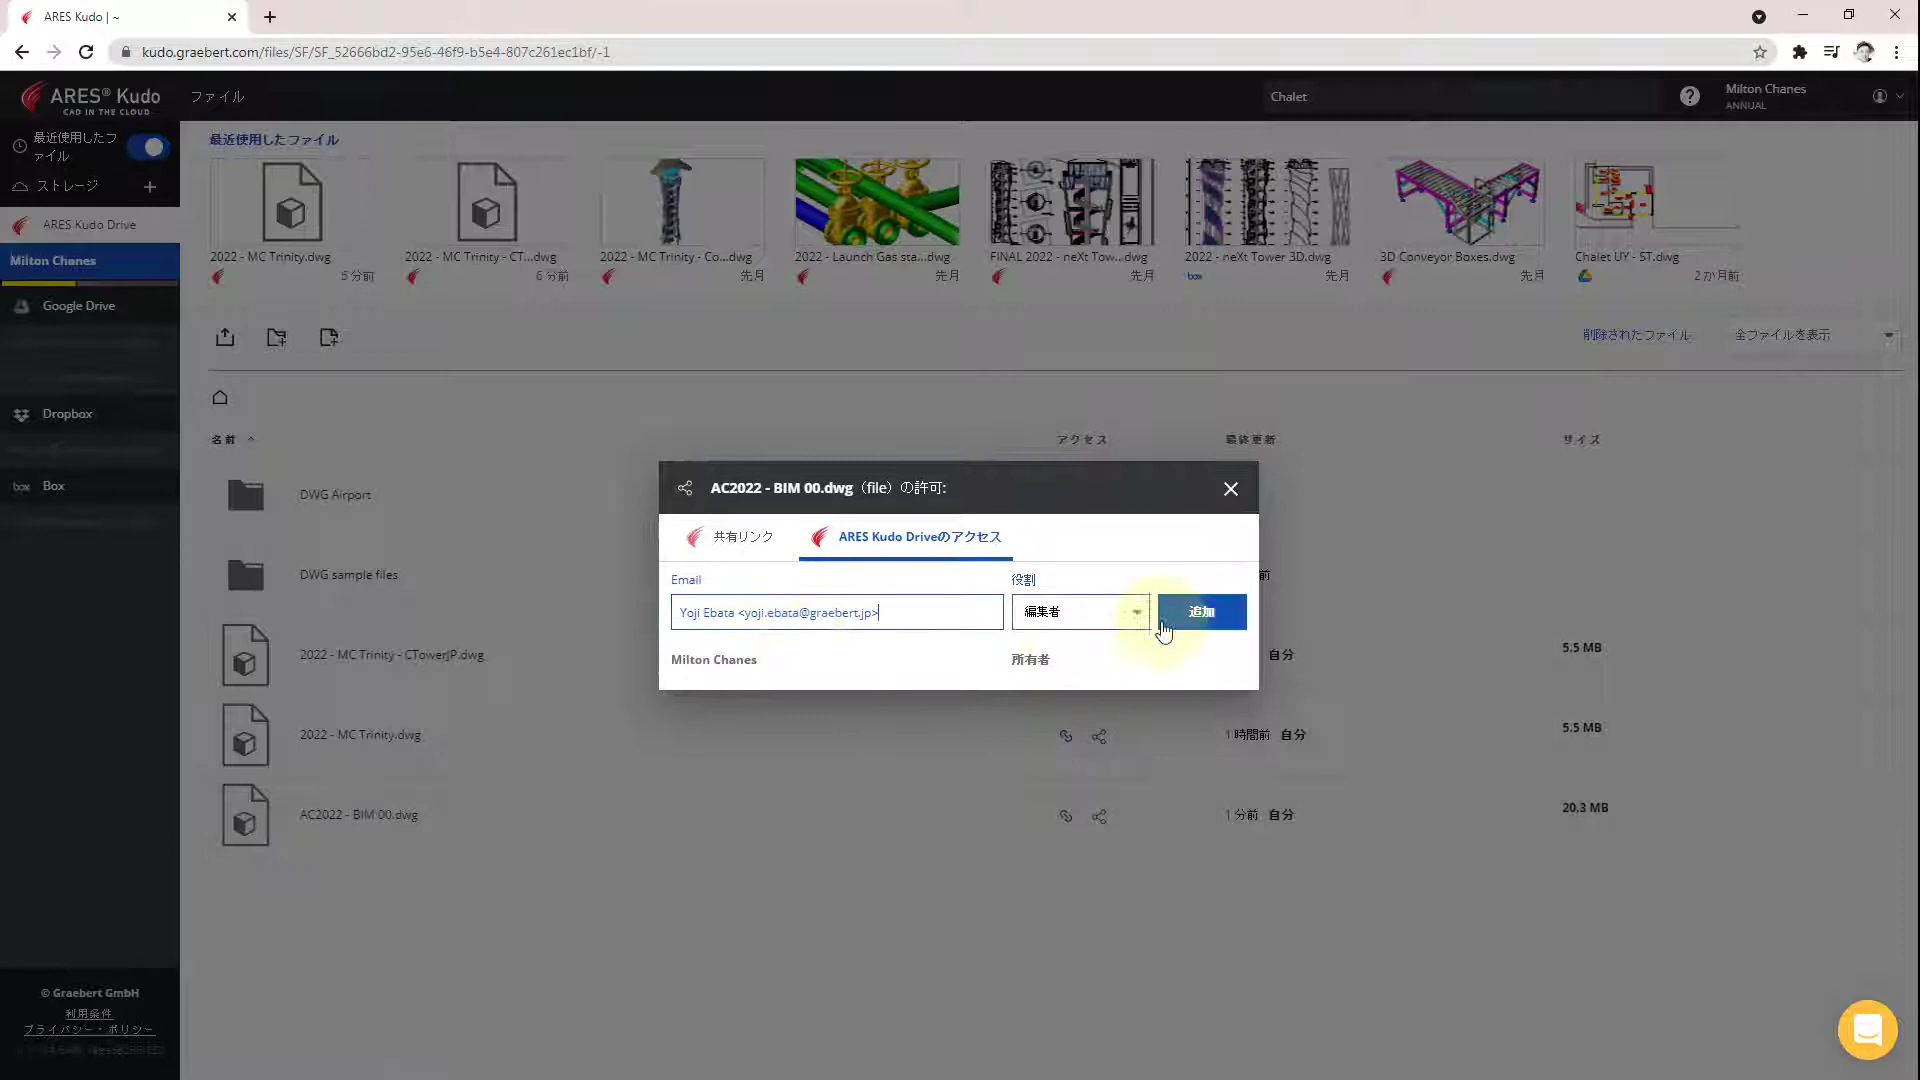 ARES Kudo | ~
kudo.graebert.com/files/SF/SF_52666bd2-95e6-46f9-b5e4-807c261ec1bf/-1
ARES® Kudo
CAD IN THE CLOUD
ファイル
Chalet
Milton Chanes
ANNUAL
最近使用したフ
ァイル
ストレージ
ARES Kudo Drive
Milton Chanes
Google Drive
Dropbox
box Box
最近使用したファイル
2022 - MC Trinity.dwg
5 分前
2022 - MC Trinity - CT...dwg
6 分前
2022 - MC Trinity - Co...dwg
先月
2022 - Launch Gas sta...dwg
先月
FINAL 2022 - neXt Tow...dwg
先月
2022 - neXt Tower 3D.dwg
box 先月
3D Conveyor Boxes.dwg
先月
Chalet UY - ST.dwg
2 か月前
削除されたファイル
全ファイルを表示
名前 アクセス 最終更新 サイズ
DWG Airport
DWG sample files
前
2022 - MC Trinity - CTowerJP.dwg
自分 5.5 MB
2022 - MC Trinity.dwg
1 時間前 自分 5.5 MB
AC2022 - BIM 00.dwg
1 分前 自分 20.3 MB
AC2022 - BIM 00.dwg（file）の許可:
共有リンク
ARES Kudo Driveのアクセス
Email 役割
Yoji Ebata <yoji.ebata@graebert.jp>
編集者
追加
Milton Chanes 所有者
© Graebert GmbH
利用条件
プライバシー・ポリシー